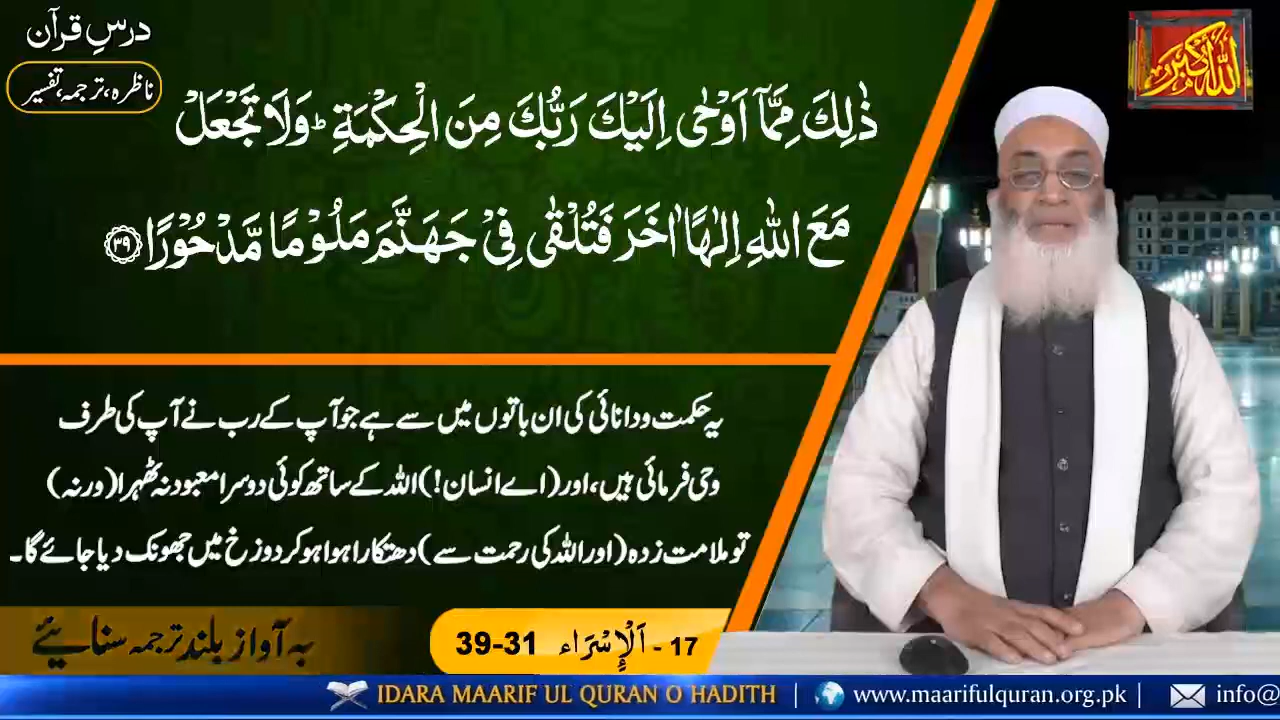 درسِ قرآن
ناظرہ، ترجمہ، تفسیر
اللہ اکبر
ذٰلِكَ مِمَّاۤ اَوْحٰۤى اِلَیْكَ رَبُّكَ مِنَ الْحِكْمَةِؕ-وَ لَا تَجْعَلْ
مَعَ اللّٰهِ اِلٰهًا اٰخَرَ فَتُلْقٰى فِیْ جَهَنَّمَ مَلُوْمًا مَّدْحُوْرًا۝۳۹
یہ حکمت و دانائی کی ان باتوں میں سے ہے جو آپ کے رب نے آپ کی طرف
وحی فرمائی ہیں، اور (اے انسان!) اللہ کے ساتھ کوئی دوسرا معبود نہ ٹھہرا (ورنہ)
تو ملامت زدہ (اور اللہ کی رحمت سے) دھتکارا ہوا ہو کر دوزخ میں جھونک دیا جائے گا۔
بہ آواز بلند ترجمہ سنایئے
17 - اَلْإِسْرَاء 31-39
IDARA MAARIF UL QURAN O HADITH | www.maarifulquran.org.pk | info@